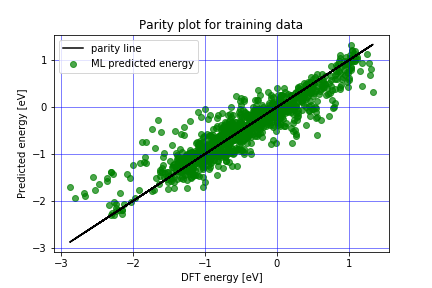 Parity plot for training data
parity line
ML predicted energy
Predicted energy [eV]
1
0
−1
−2
−3
−3
−2
−1
0
1
DFT energy [eV]